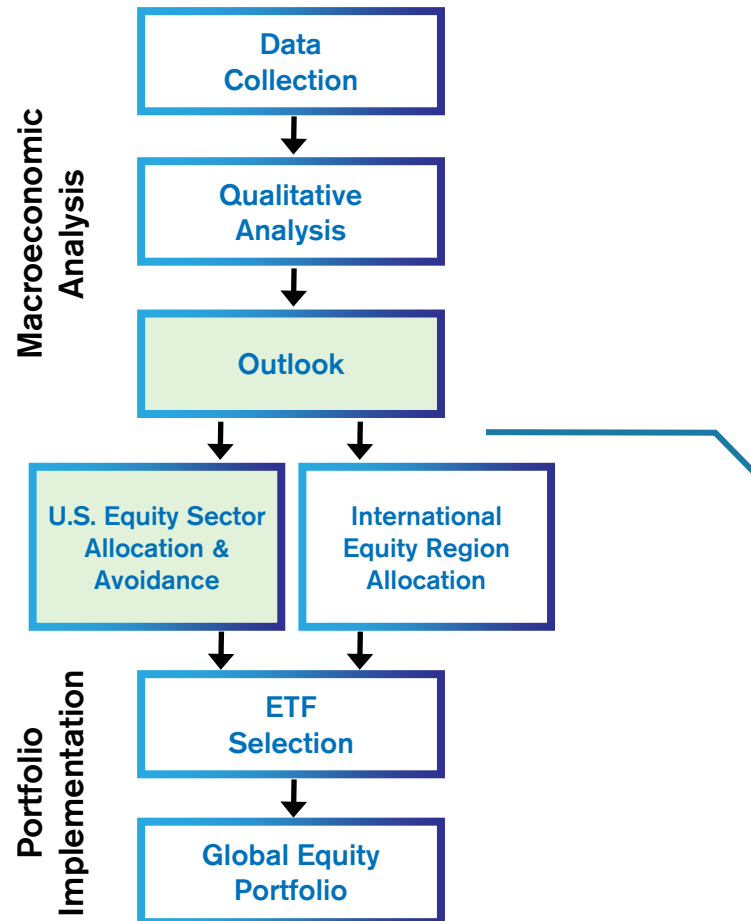 Macroeconomic
Analysis
Data
Collection
Qualitative
Analysis
Outlook
U.S. Equity Sector
Allocation &
Avoidance
International
Equity Region
Allocation
Portfolio
Implementation
ETF
Selection
Global Equity
Portfolio